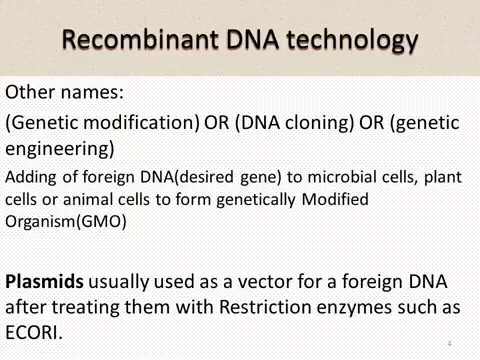 Recombinant DNA technology
Other names:
(Genetic modification) OR (DNA cloning) OR (genetic
engineering)
Adding of foreign DNA(desired gene) to microbial cells, plant
cells or animal cells to form genetically Modified
Organism(GMO)
Plasmids usually used as a vector for a foreign DNA
after treating them with Restriction enzymes such as
ECORI.
4